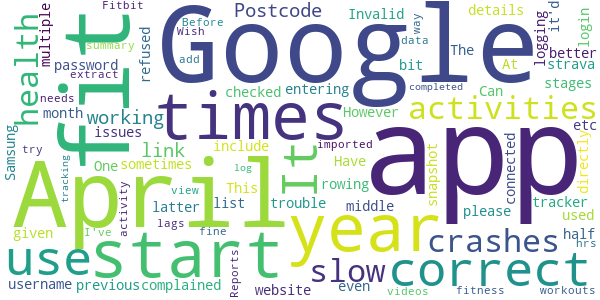 Fitbit
multiple
summary
extract
needs
month
Samsung
try
health
fit
password
refused
working
issues
Before
Wish
add
Postcode
Google
Invalid
way
data
bit
details
The
At
Can
logging
it'd
login
better
strava
stages
completed
checked
entering
However
times
activities
etc
link
One
sometimes
include
This
It
imported
Have
rowing
snapshot
app
connected
directly
tracker
used
please
tracking
April
I've
activity
view
log
list
trouble
middle
year
latter
lags
fine
given
use
start
username
previous
complained
Reports
website
slow
even
videos
crashes
correct
fitness
workouts
half
hrs